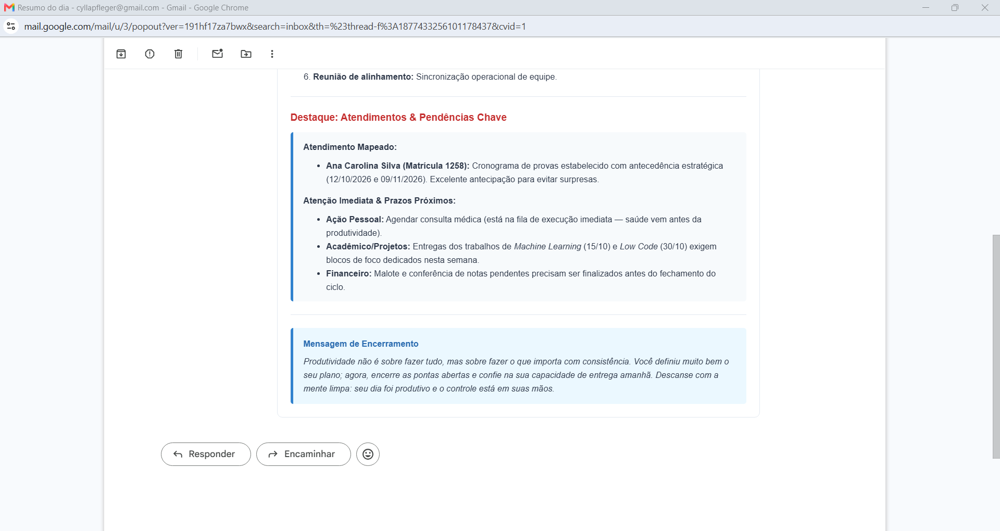 Resumo do dia - cyllapfleger@gmail.com - Gmail - Google Chrome
mail.google.com/mail/u/3/popout?ver=191hf17za7bwx&search=inbox&th=%23thread-f%3A1877433256101178437&cvid=1
6. Reunião de alinhamento: Sincronização operacional de equipe.
Destaque: Atendimentos & Pendências Chave
Atendimento Mapeado:
• Ana Carolina Silva (Matrícula 1258): Cronograma de provas estabelecido com antecedência estratégica
(12/10/2026 e 09/11/2026). Excelente antecipação para evitar surpresas.
Atenção Imediata & Prazos Próximos:
• Ação Pessoal: Agendar consulta médica (está na fila de execução imediata — saúde vem antes da
produtividade).
• Acadêmico/Projetos: Entregas dos trabalhos de Machine Learning (15/10) e Low Code (30/10) exigem
blocos de foco dedicados nesta semana.
• Financeiro: Malote e conferência de notas pendentes precisam ser finalizados antes do fechamento do
ciclo.
Mensagem de Encerramento
Produtividade não é sobre fazer tudo, mas sobre fazer o que importa com consistência. Você definiu muito bem o
seu plano; agora, encerre as pontas abertas e confie na sua capacidade de entrega amanhã. Descanse com a
mente limpa: seu dia foi produtivo e o controle está em suas mãos.
Responder
Encaminhar